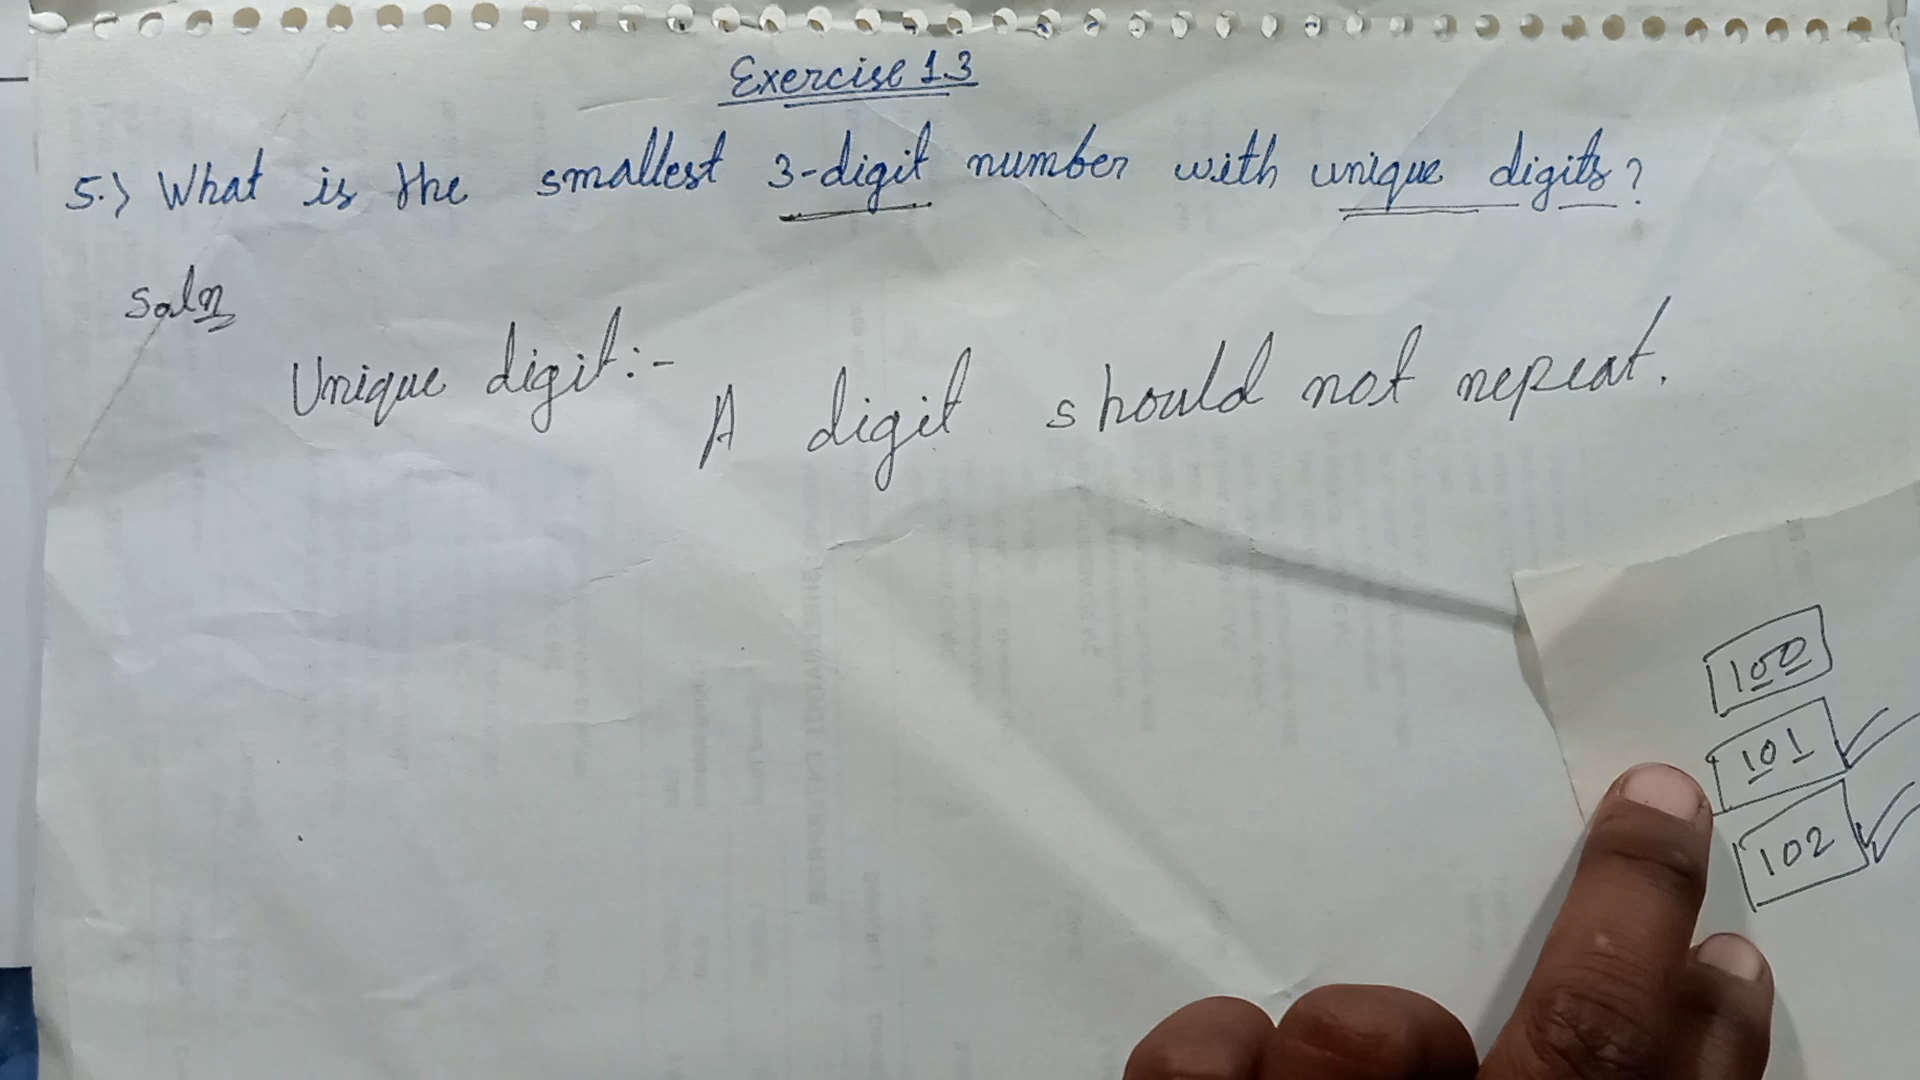 Exercise 1.3
5.) What is the smallest 3-digit number with unique digits?
Soln
Unique digit:- A digit should not repeat.
100
101
102